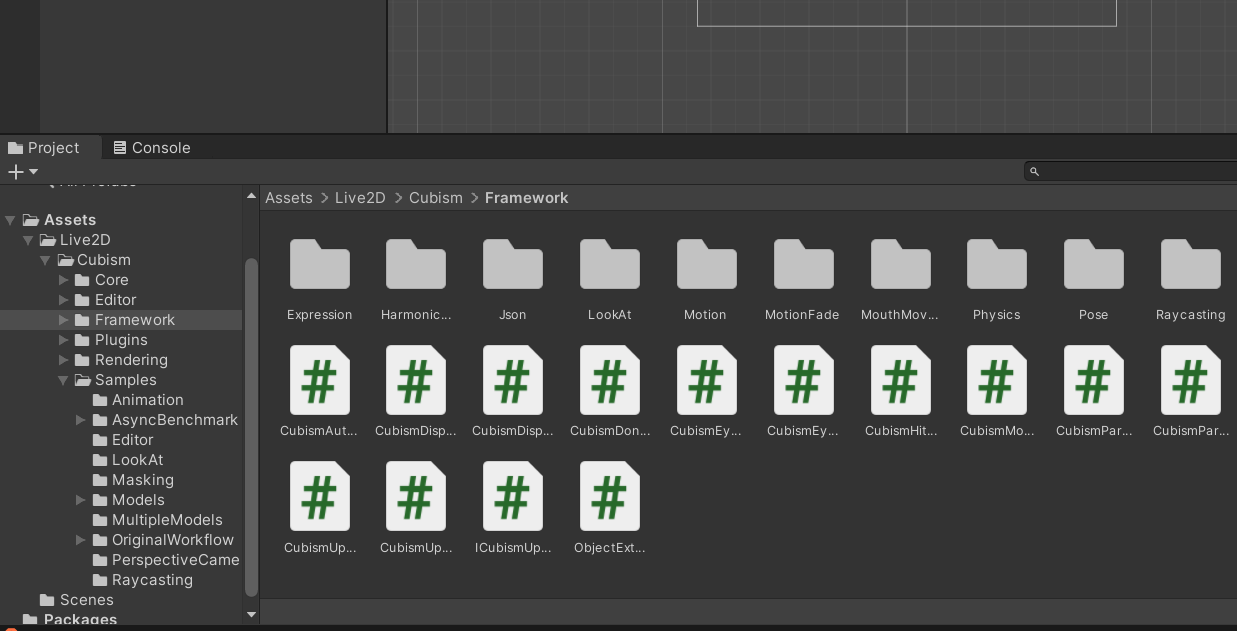 Project
Console
All Prefabs
Assets > Live2D > Cubism > Framework
Assets
Live2D
Cubism
Core
Editor
Framework
Plugins
Rendering
Samples
Animation
AsyncBenchmark
Editor
LookAt
Masking
Models
MultipleModels
OriginalWorkflow
PerspectiveCame
Raycasting
Scenes
Packages
Expression Harmonic... Json LookAt Motion MotionFade MouthMov... Physics Pose Raycasting
CubismAut... CubismDisp... CubismDisp... CubismDon... CubismEy... CubismEy... CubismHit... CubismMo... CubismPar... CubismPar...
CubismUp... CubismUp... ICubismUp... ObjectExt...